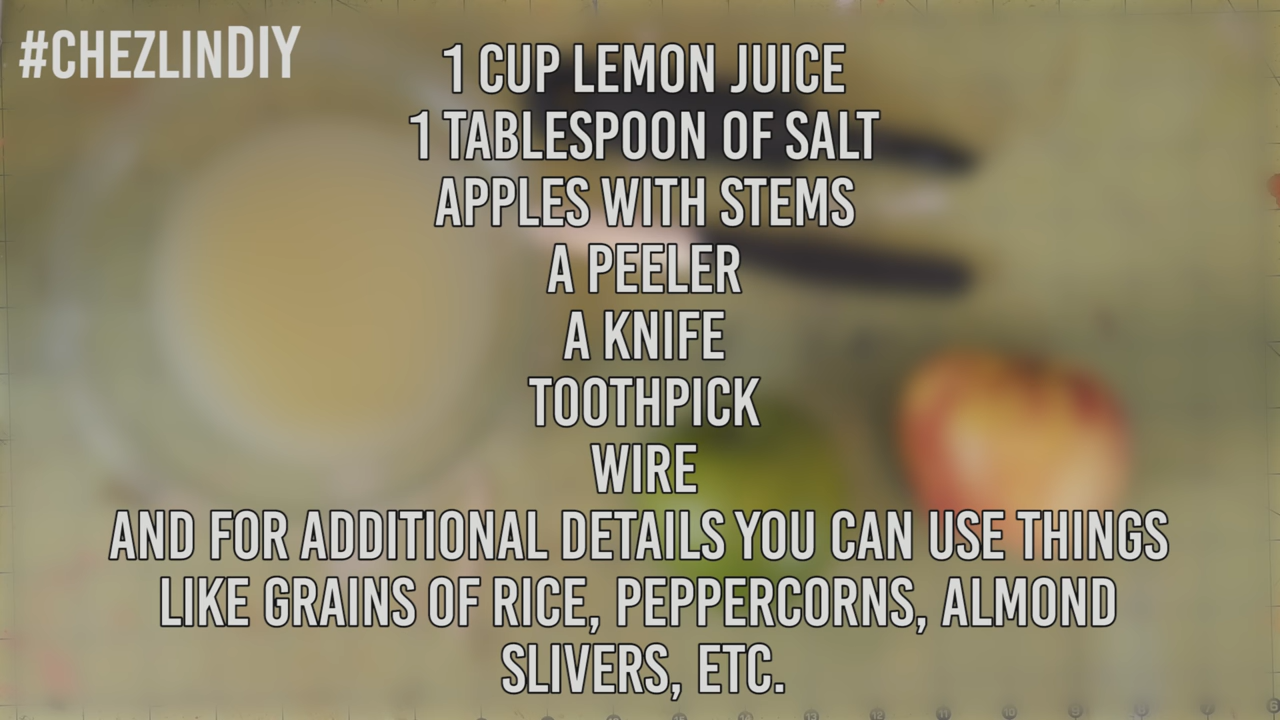 #CHEZLINDIY
1 CUP LEMON JUICE
1 TABLESPOON OF SALT
APPLES WITH STEMS
A PEELER
A KNIFE
TOOTHPICK
WIRE
AND FOR ADDITIONAL DETAILS YOU CAN USE THINGS
LIKE GRAINS OF RICE, PEPPERCORNS, ALMOND
SLIVERS, ETC.